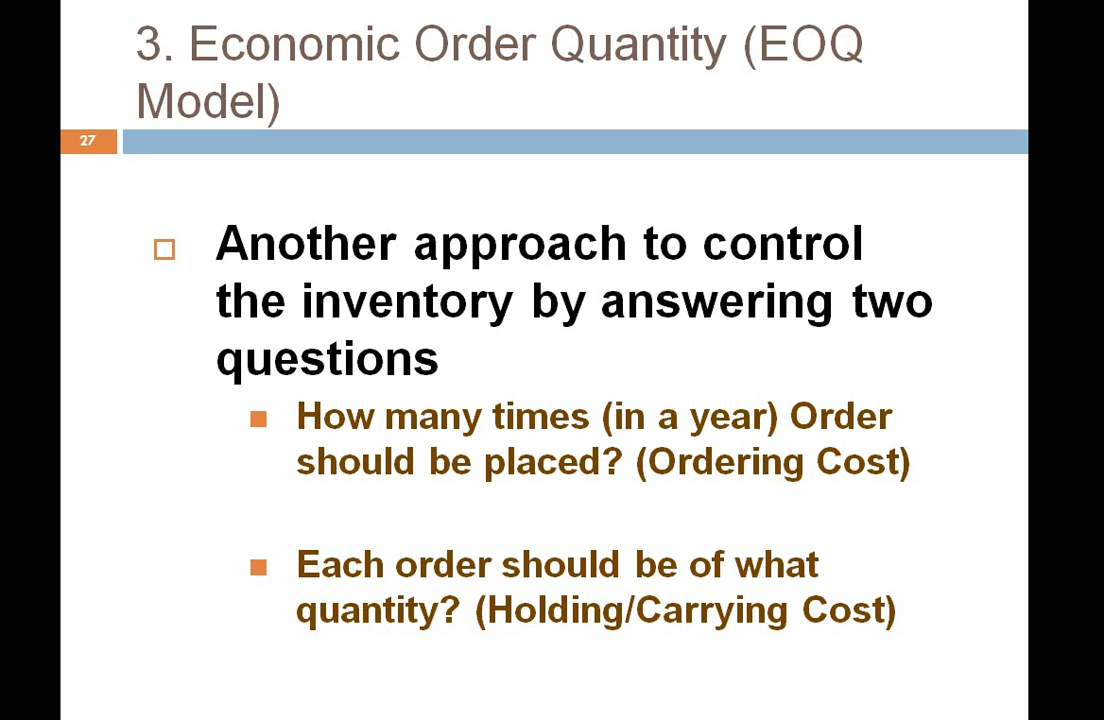 3. Economic Order Quantity (EOQ
Model)
27
Another approach to control
the inventory by answering two
questions
How many times (in a year) Order
should be placed? (Ordering Cost)
Each order should be of what
quantity? (Holding/Carrying Cost)